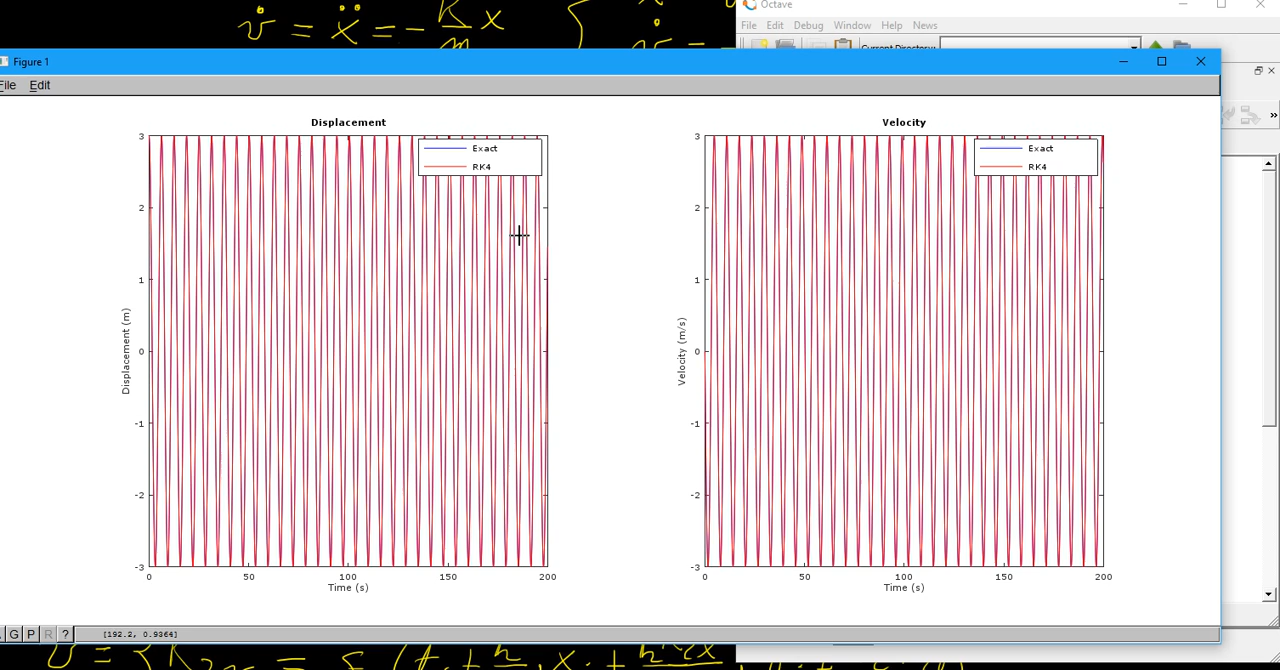 v̇ = ẍ = - k/m x
Octave
File Edit Debug Window Help News
Current Directory:
Figure 1
File Edit
Displacement
Exact
RK4
3
2
1
0
-1
-2
-3
Displacement (m)
0 50 100 150 200
Time (s)
Velocity
Exact
RK4
3
2
1
0
-1
-2
-3
Velocity (m/s)
0 50 100 150 200
Time (s)
G P R ?
[192.2, 0.9364]